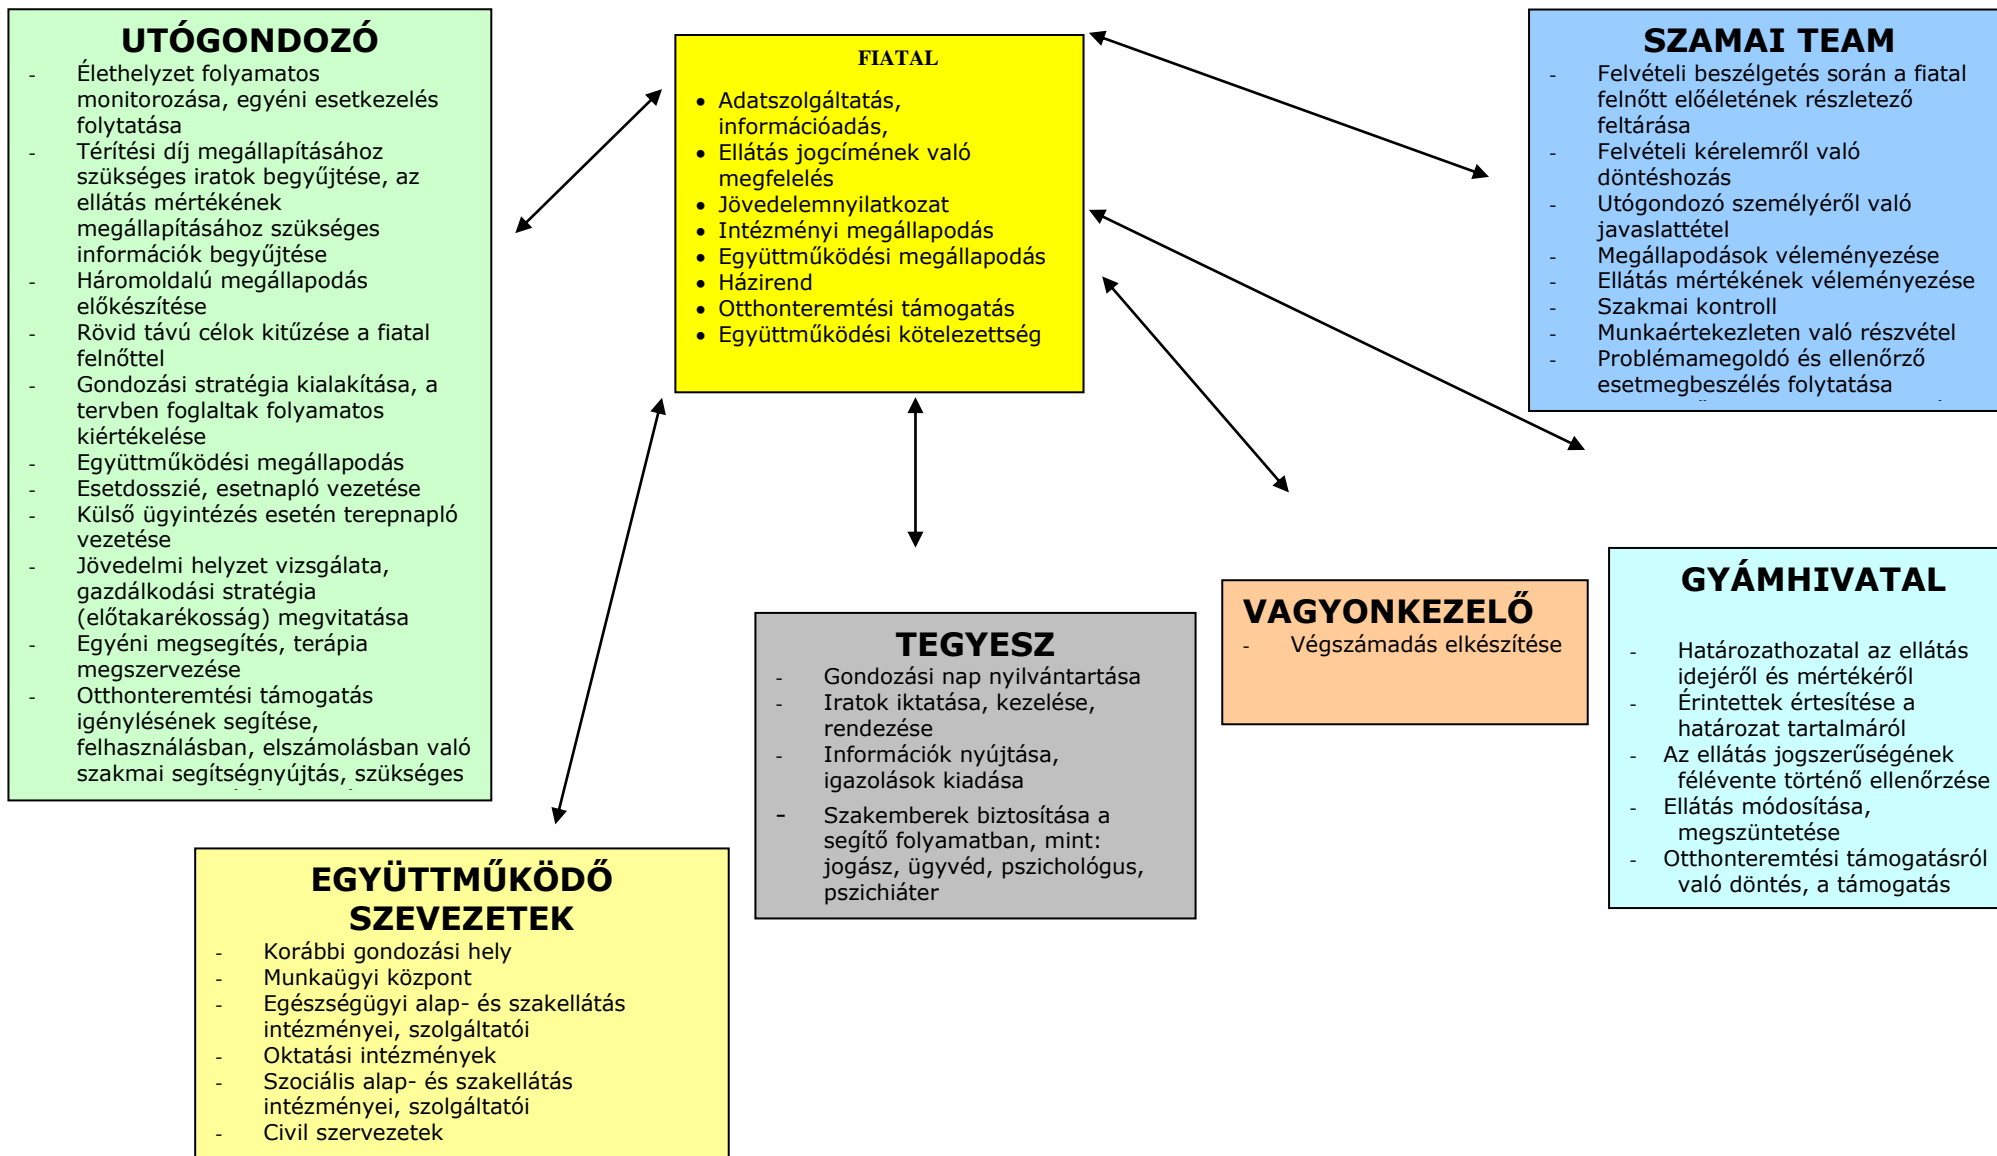 UTÓGONDOZÓ
- Élethelyzet folyamatos
monitorozása, egyéni esetkezelés
folytatása
- Térítési díj megállapításához
szükséges iratok begyűjtése, az
ellátás mértékének
megállapításához szükséges
információk begyűjtése
- Háromoldalú megállapodás
előkészítése
- Rövid távú célok kitűzése a fiatal
felnőttel
- Gondozási stratégia kialakítása, a
tervben foglaltak folyamatos
kiértékelése
- Együttműködési megállapodás
- Esetdosszié, esetnapló vezetése
- Külső ügyintézés esetén terepnapló
vezetése
- Jövedelmi helyzet vizsgálata,
gazdálkodási stratégia
(előtakarékosság) megvitatása
- Egyéni megsegítés, terápia
megszervezése
- Otthonteremtési támogatás
igénylésének segítése,
felhasználásban, elszámolásban való
szakmai segítségnyújtás, szükséges
FIATAL
• Adatszolgáltatás,
információadás,
• Ellátás jogcímének való
megfelelés
• Jövedelemnyilatkozat
• Intézményi megállapodás
• Együttműködési megállapodás
• Házirend
• Otthonteremtési támogatás
• Együttműködési kötelezettség
SZAMAI TEAM
- Felvételi beszélgetés során a fiatal
felnőtt előéletének részletező
feltárása
- Felvételi kérelemről való
döntéshozás
- Utógondozó személyéről való
javaslattétel
- Megállapodások véleményezése
- Ellátás mértékének véleményezése
- Szakmai kontroll
- Munkaértekezleten való részvétel
- Problémamegoldó és ellenőrző
esetmegbeszélés folytatása
EGYÜTTMŰKÖDŐ
SZEVEZETEK
- Korábbi gondozási hely
- Munkaügyi központ
- Egészségügyi alap- és szakellátás
intézményei, szolgáltatói
- Oktatási intézmények
- Szociális alap- és szakellátás
intézményei, szolgáltatói
- Civil szervezetek
TEGYESZ
- Gondozási nap nyilvántartása
- Iratok iktatása, kezelése,
rendezése
- Információk nyújtása,
igazolások kiadása
- Szakemberek biztosítása a
segítő folyamatban, mint:
jogász, ügyvéd, pszichológus,
pszichiáter
VAGYONKEZELŐ
- Végszámadás elkészítése
GYÁMHIVATAL
- Határozathozatal az ellátás
idejéről és mértékéről
- Érintettek értesítése a
határozat tartalmáról
- Az ellátás jogszerűségének
félévente történő ellenőrzése
- Ellátás módosítása,
megszüntetése
- Otthonteremtési támogatásról
való döntés, a támogatás